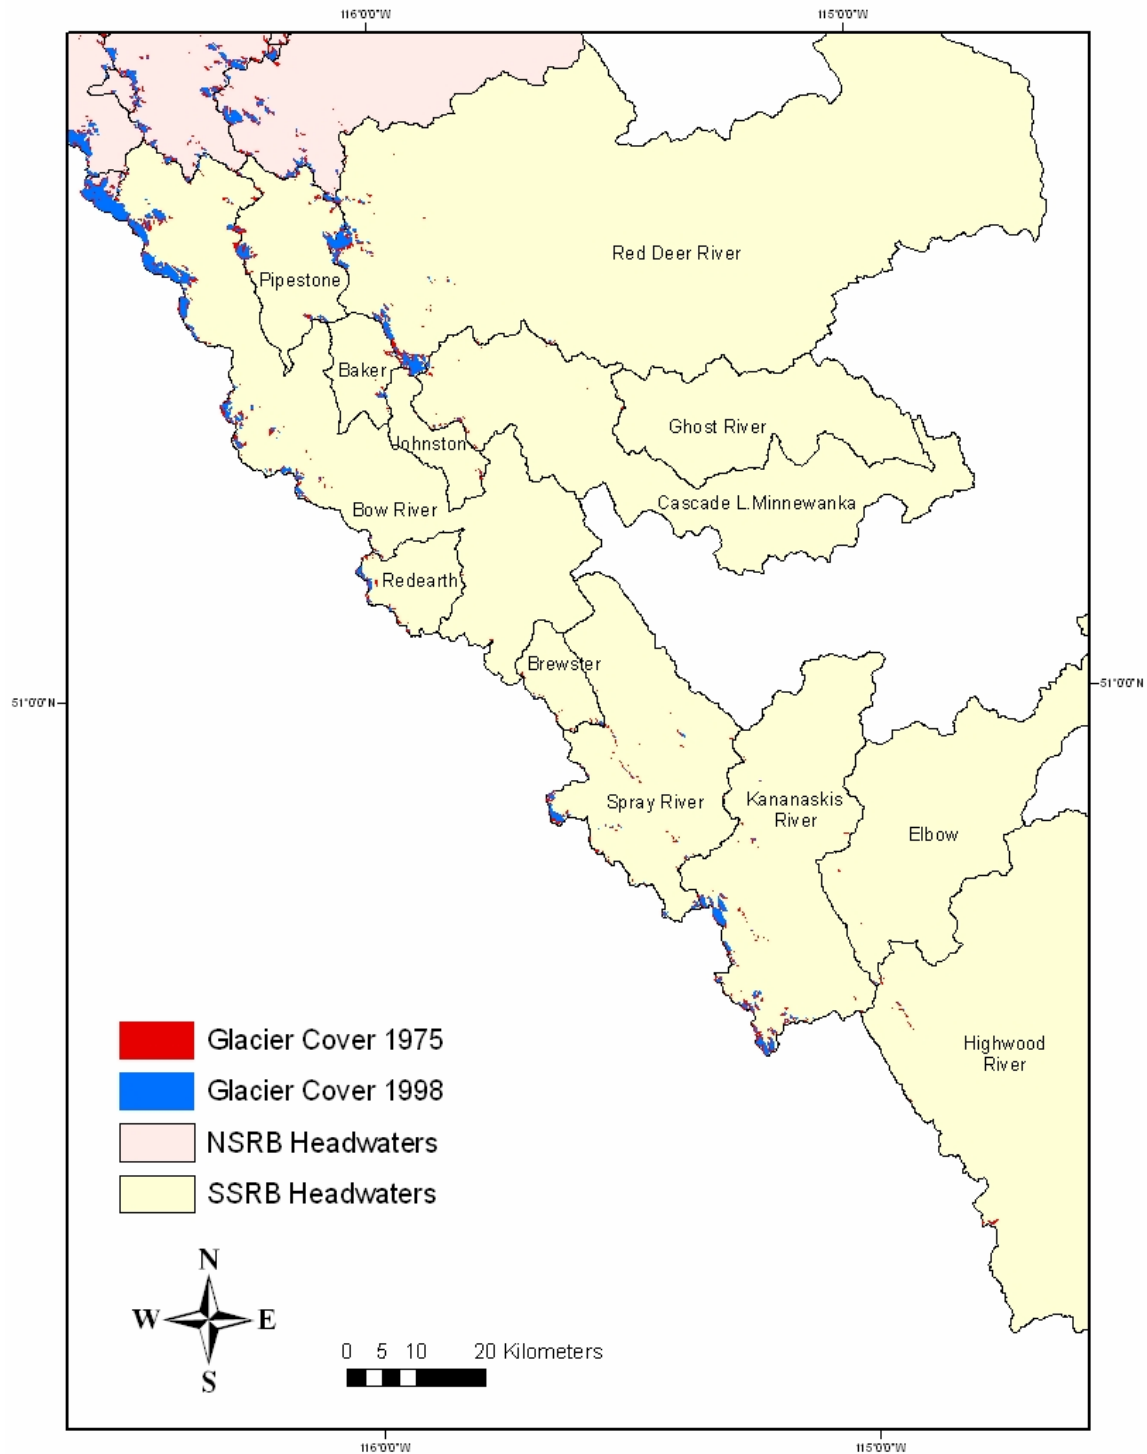 116°0'0"W
115°0'0"W
Red Deer River
Pipestone
Baker
Ghost River
Johnston
Cascade L.Minnewanka
Bow River
Redearth
Brewster
51°0'0"N
51°0'0"N
Spray River
Kananaskis
River
Elbow
Highwood
River
Glacier Cover 1975
Glacier Cover 1998
NSRB Headwaters
SSRB Headwaters
N
W
E
S
0 5 10 20 Kilometers
116°0'0"W
115°0'0"W